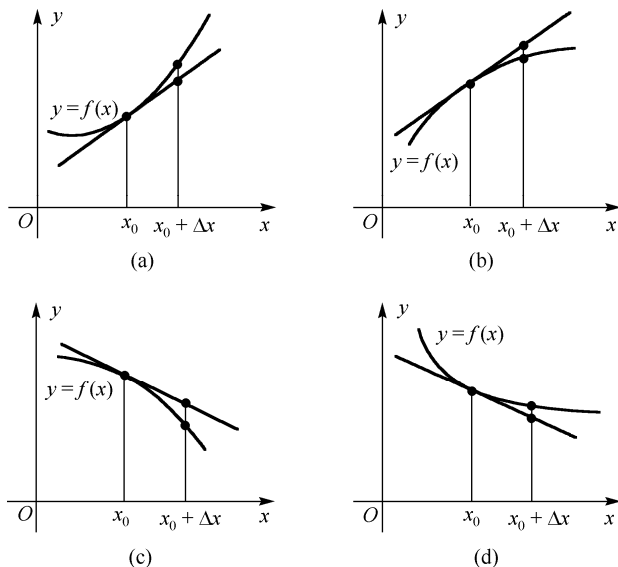 y
y = f(x)
O
x₀
x₀ + Δx
x
(a)
y
y = f(x)
O
x₀
x₀ + Δx
x
(b)
y
y = f(x)
O
x₀
x₀ + Δx
x
(c)
y
y = f(x)
O
x₀
x₀ + Δx
x
(d)